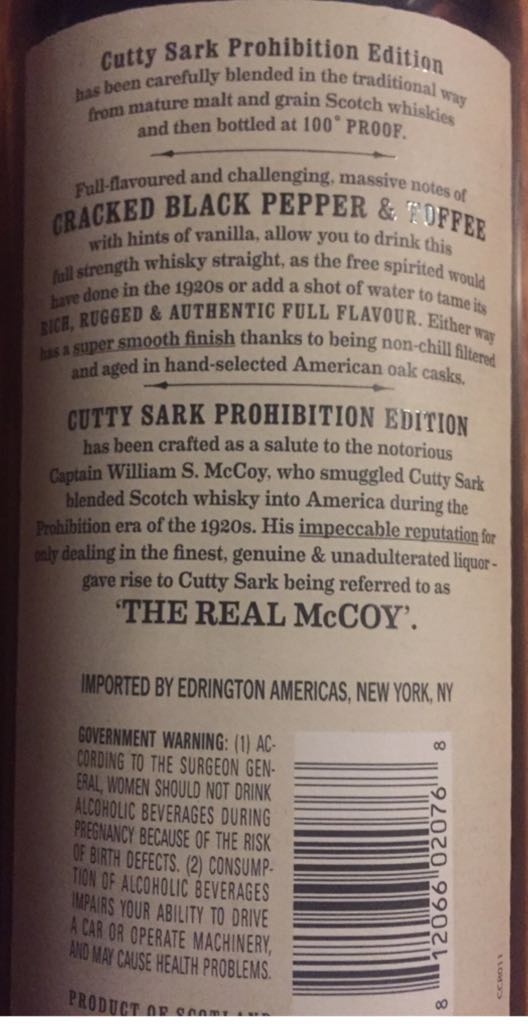 Cutty Sark Prohibition Edition
has been carefully blended in the traditional way
from mature malt and grain Scotch whiskies
and then bottled at 100° PROOF.
Full-flavoured and challenging, massive notes of
CRACKED BLACK PEPPER & TOFFEE
with hints of vanilla, allow you to drink this
full strength whisky straight, as the free spirited would
have done in the 1920s or add a shot of water to tame its
RICH, RUGGED & AUTHENTIC FULL FLAVOUR. Either way
has a super smooth finish thanks to being non-chill filtered
and aged in hand-selected American oak casks.
CUTTY SARK PROHIBITION EDITION
has been crafted as a salute to the notorious
Captain William S. McCoy, who smuggled Cutty Sark
blended Scotch whisky into America during the
Prohibition era of the 1920s. His impeccable reputation for
only dealing in the finest, genuine & unadulterated liquor -
gave rise to Cutty Sark being referred to as
'THE REAL McCOY'.
IMPORTED BY EDRINGTON AMERICAS, NEW YORK, NY
GOVERNMENT WARNING: (1) AC-
CORDING TO THE SURGEON GEN-
ERAL, WOMEN SHOULD NOT DRINK
ALCOHOLIC BEVERAGES DURING
PREGNANCY BECAUSE OF THE RISK
OF BIRTH DEFECTS. (2) CONSUMP-
TION OF ALCOHOLIC BEVERAGES
IMPAIRS YOUR ABILITY TO DRIVE
A CAR OR OPERATE MACHINERY,
AND MAY CAUSE HEALTH PROBLEMS.
PRODUCT OF SCOTLAND
8 12066 02076 8
CCR011